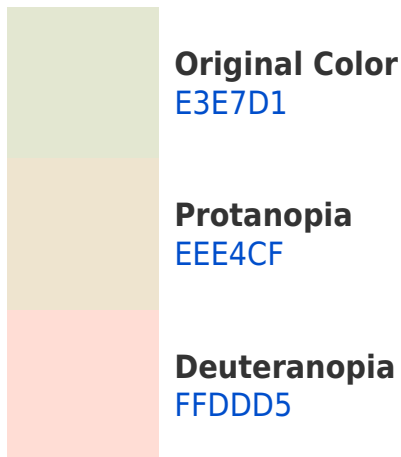 Original Color
E3E7D1
Protanopia
EEE4CF
Deuteranopia
FFDDD5